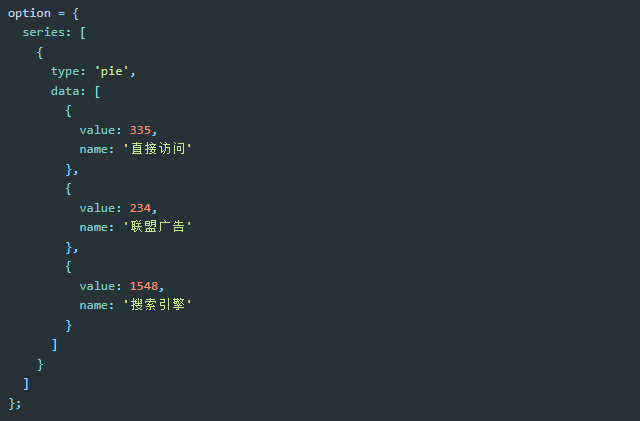 option = {
  series: [
    {
      type: 'pie',
      data: [
        {
          value: 335,
          name: '直接访问'
        },
        {
          value: 234,
          name: '联盟广告'
        },
        {
          value: 1548,
          name: '搜索引擎'
        }
      ]
    }
  ]
};